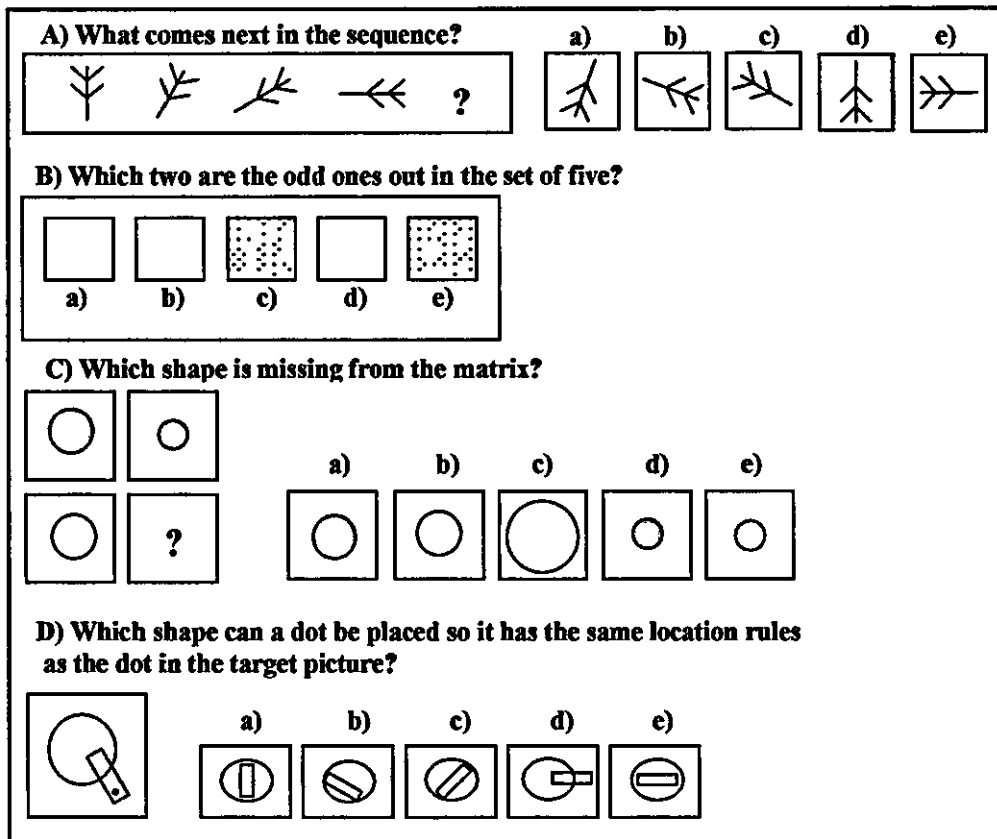 A) What comes next in the sequence?
a) b) c) d) e)
?
B) Which two are the odd ones out in the set of five?
a) b) c) d) e)
C) Which shape is missing from the matrix?
a) b) c) d) e)
?
D) Which shape can a dot be placed so it has the same location rules
as the dot in the target picture?
a) b) c) d) e)